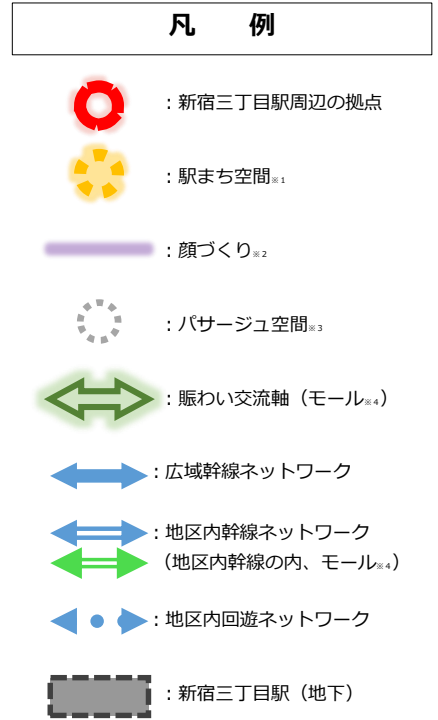 凡　例
：新宿三丁目駅周辺の拠点
：駅まち空間※1
：顔づくり※2
：パサージュ空間※3
：賑わい交流軸（モール※4）
：広域幹線ネットワーク
：地区内幹線ネットワーク
（地区内幹線の内、モール※4）
：地区内回遊ネットワーク
：新宿三丁目駅（地下）